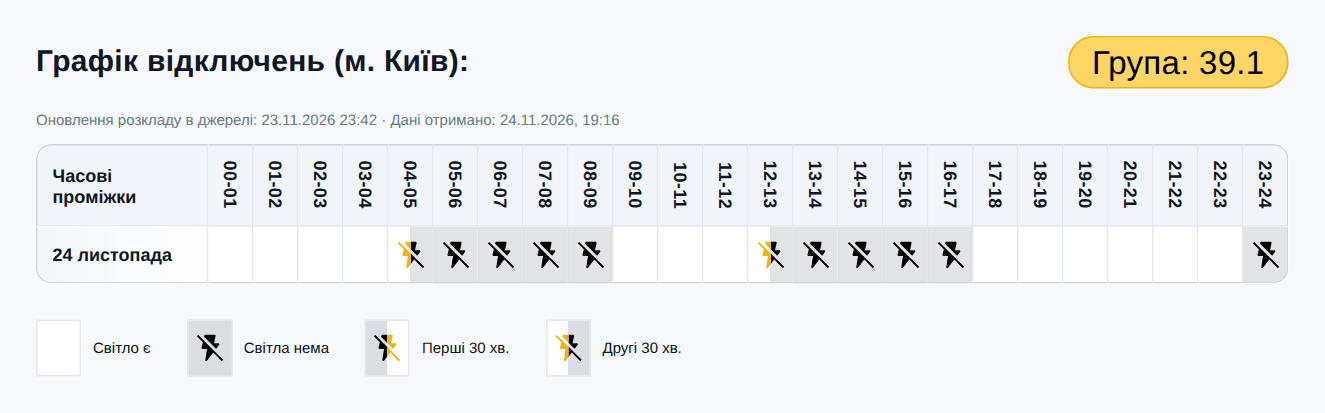 Графік відключень (м. Київ):
Група: 39.1
Оновлення розкладу в джерелі: 23.11.2026 23:42 · Дані отримано: 24.11.2026, 19:16
Часові
проміжки
00-01
01-02
02-03
03-04
04-05
05-06
06-07
07-08
08-09
09-10
10-11
11-12
12-13
13-14
14-15
15-16
16-17
17-18
18-19
19-20
20-21
21-22
22-23
23-24
24 листопада
Світло є
Світла нема
Перші 30 хв.
Другі 30 хв.